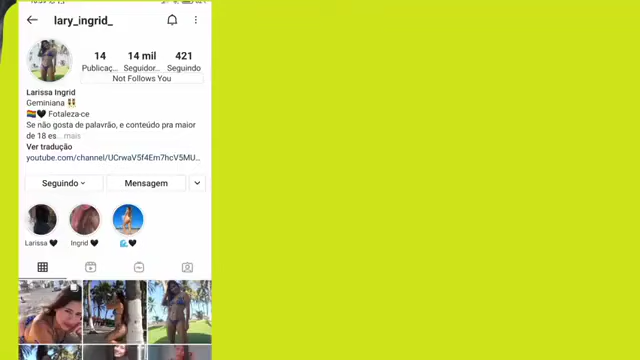 lary_ingrid_
14 14 mil 421
Publicaç... Seguidor... Seguindo
Not Follows You
Larissa Ingrid
Geminiana 👯
🏳️‍🌈🖤 Fotaleza-ce
Se não gosta de palavrão, e conteúdo pra maior
de 18 es... mais
Ver tradução
youtube.com/channel/UCrwaV5f4Em7hcV5MU...
Seguindo Mensagem
Larissa 🖤 Ingrid 🖤 🌊🖤